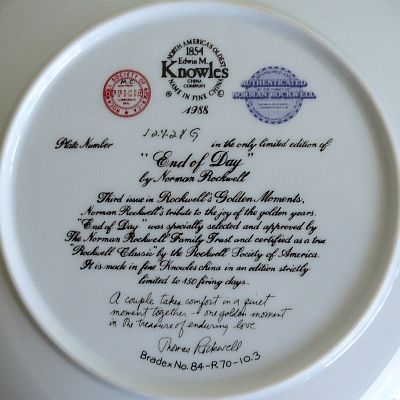 NORTH AMERICA'S OLDEST
1854
Edwin M.
Knowles
CHINA
COMPANY
NAME IN FINE CHINA
1988
SOCIETY OF
AUTHENTICATED
NORMAN ROCKWELL
Plate Number 12428G in the only limited edition of
"End of Day"
by Norman Rockwell
Third issue in Rockwell's Golden Moments,
Norman Rockwell's tribute to the joy of the golden years.
"End of Day" was specially selected and approved by
The Norman Rockwell Family Trust and certified as a true
Rockwell Classic by the Rockwell Society of America.
It is made in fine Knowles china in an edition strictly
limited to 150 firing days.
A couple takes comfort in a quiet
moment together - one golden moment
in the treasure of enduring love
Thomas Rockwell
Bradex No. 84-R70-10.3